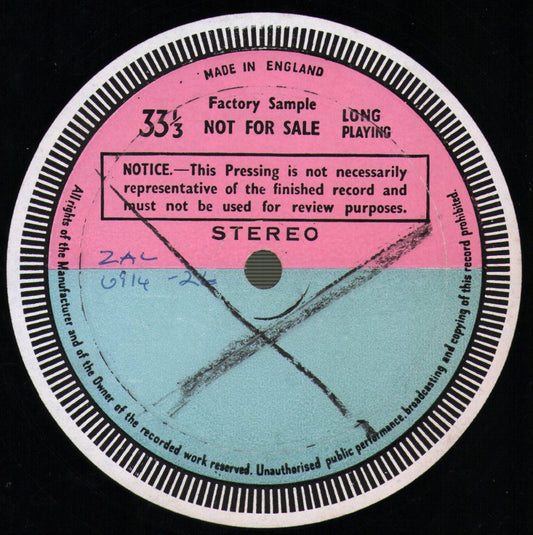 MADE IN ENGLAND
Factory Sample
33⅓ NOT FOR SALE LONG PLAYING
NOTICE.—This Pressing is not necessarily
representative of the finished record and
must not be used for review purposes.
STEREO
ZAL
All rights of the Manufacturer and of the Owner of the recorded work reserved. Unauthorised public performance, broadcasting and copying of this record prohibited.